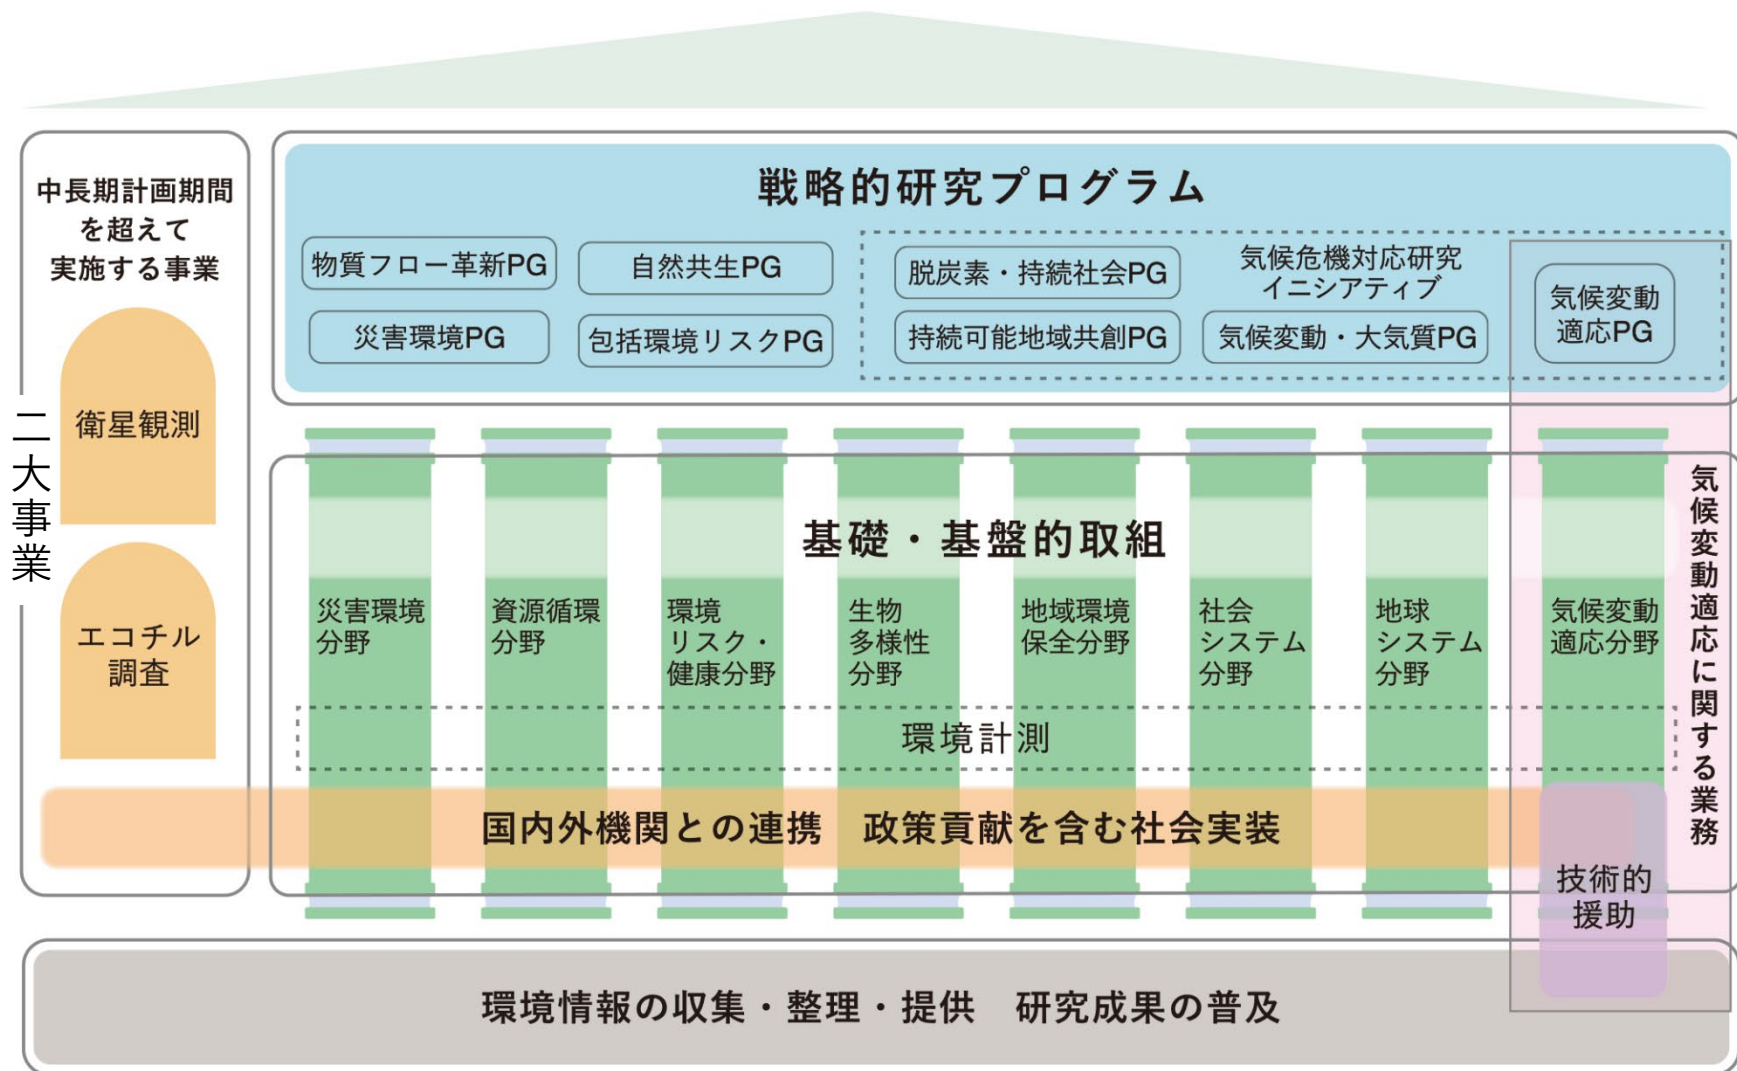 中長期計画期間
を超えて
実施する事業
二大事業
衛星観測
エコチル
調査
戦略的研究プログラム
物質フロー革新PG
自然共生PG
災害環境PG
包括環境リスクPG
脱炭素・持続社会PG
気候危機対応研究
イニシアティブ
持続可能地域共創PG
気候変動・大気質PG
気候変動
適応PG
基礎・基盤的取組
災害環境
分野
資源循環
分野
環境
リスク・
健康分野
生物
多様性
分野
地域環境
保全分野
社会
システム
分野
地球
システム
分野
気候変動
適応分野
気候変動適応に関する業務
環境計測
国内外機関との連携　政策貢献を含む社会実装
技術的
援助
環境情報の収集・整理・提供　研究成果の普及